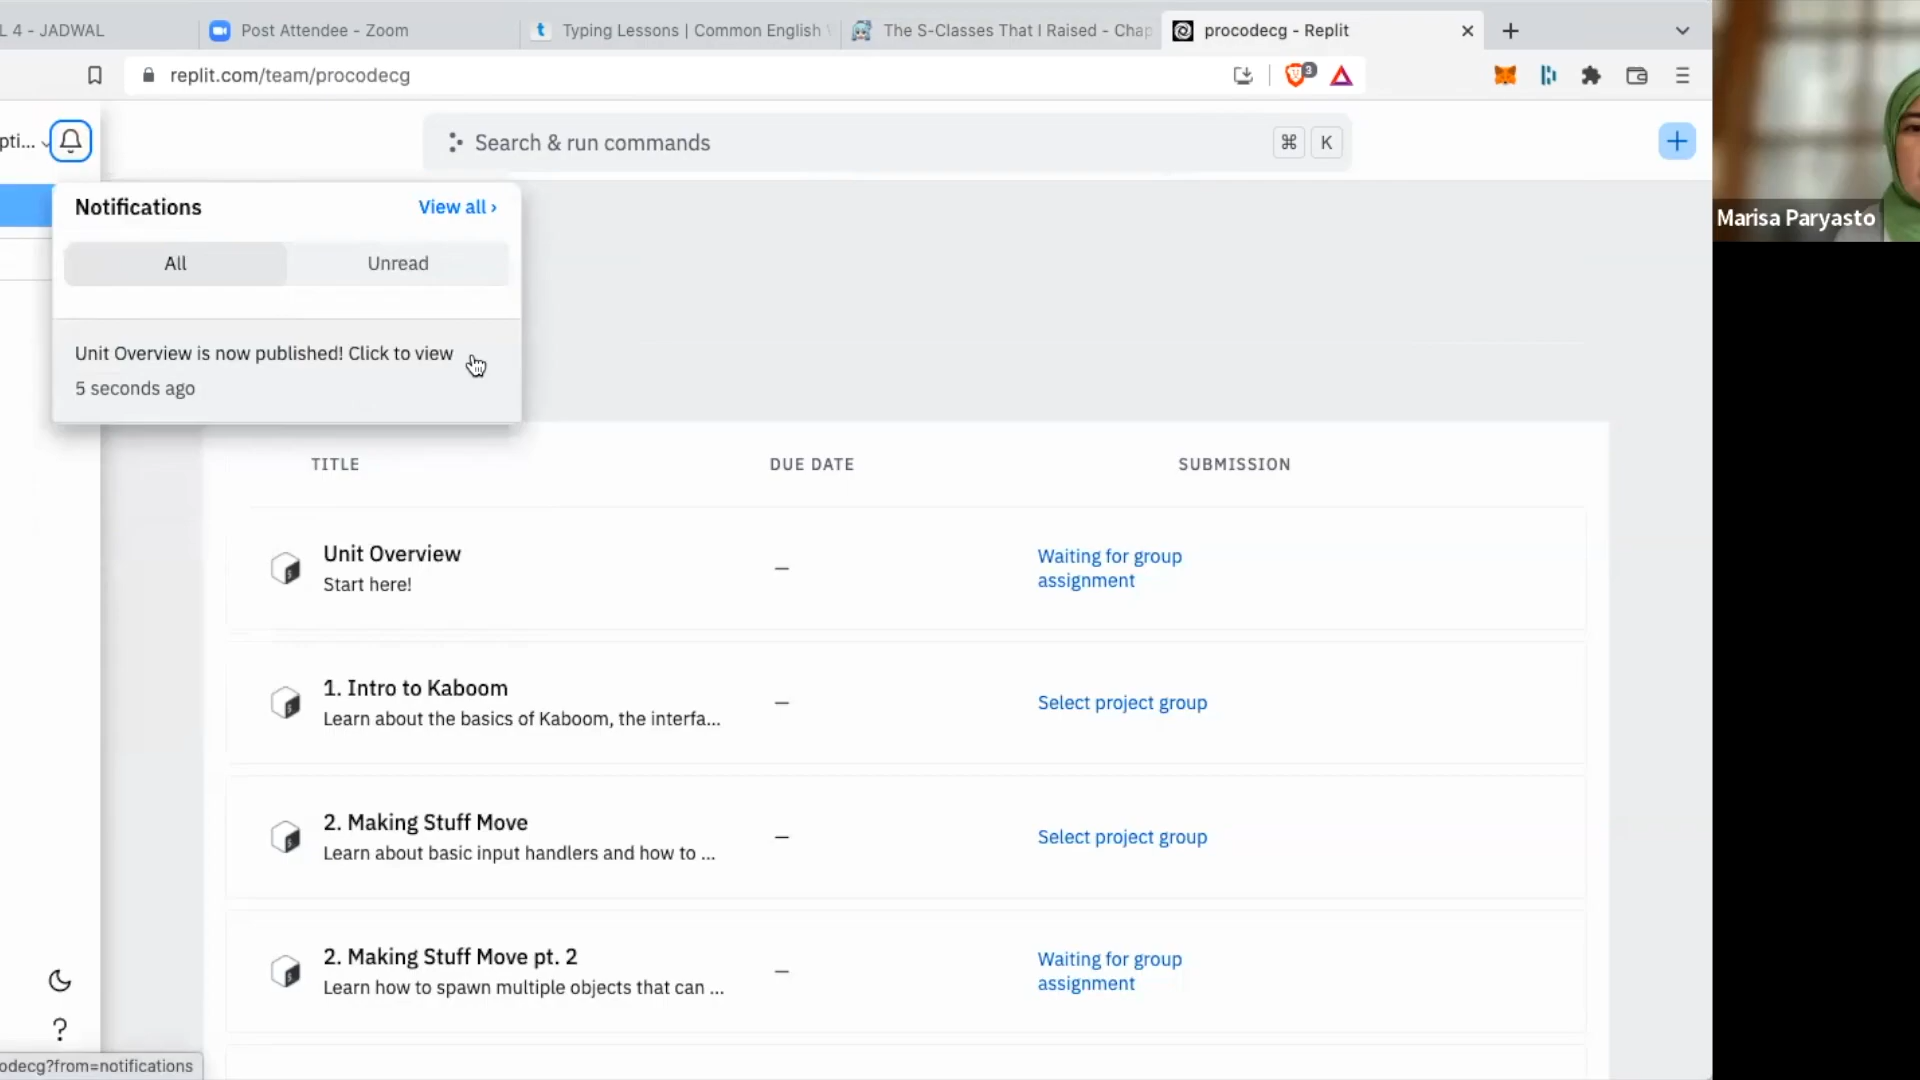 L 4 - JADWAL
Post Attendee - Zoom
t
Typing Lessons | Common English
The S-Classes That I Raised - Chap
procodecg - Replit
replit.com/team/procodecg
3
pti...
Search & run commands
⌘ K
Marisa Paryasto
Notifications
View all ›
All
Unread
Unit Overview is now published! Click to view
5 seconds ago
TITLE
DUE DATE
SUBMISSION
Unit Overview
Start here!
—
Waiting for group
assignment
1. Intro to Kaboom
Learn about the basics of Kaboom, the interfa...
—
Select project group
2. Making Stuff Move
Learn about basic input handlers and how to ...
—
Select project group
2. Making Stuff Move pt. 2
Learn how to spawn multiple objects that can ...
—
Waiting for group
assignment
?
odecg?from=notifications